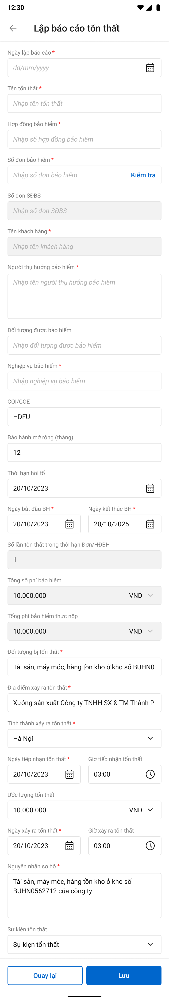 12:30
Lập báo cáo tổn thất
Ngày lập báo cáo *
dd/mm/yyyy
Tên tổn thất *
Nhập tên tổn thất
Hợp đồng bảo hiểm *
Nhập số hợp đồng bảo hiểm
Số đơn bảo hiểm *
Nhập số đơn bảo hiểm Kiểm tra
Số đơn SĐBS
Nhập số đơn SĐBS
Tên khách hàng *
Nhập tên khách hàng
Người thụ hưởng bảo hiểm *
Nhập tên người thụ hưởng bảo hiểm
Đối tượng được bảo hiểm
Nhập đối tượng được bảo hiểm
Nghiệp vụ bảo hiểm *
Nhập nghiệp vụ bảo hiểm
COI/COE
HDFU
Bảo hành mở rộng (tháng)
12
Thời hạn hồi tố
20/10/2023
Ngày bắt đầu BH * Ngày kết thúc BH *
20/10/2023 20/10/2025
Số lần tổn thất trong thời hạn Đơn/HĐBH
1
Tổng số phí bảo hiểm
10.000.000 VND
Tổng phí bảo hiểm thực nộp
10.000.000 VND
Đối tượng bị tổn thất *
Tài sản, máy móc, hàng tồn kho ở kho số BUHN0
Địa điểm xảy ra tổn thất *
Xưởng sản xuất Công ty TNHH SX & TM Thành P
Tỉnh thành xảy ra tổn thất *
Hà Nội
Ngày tiếp nhận tổn thất * Giờ tiếp nhận tổn thất
20/10/2023 03:00
Ước lượng tổn thất
10.000.000 VND
Ngày xảy ra tổn thất * Giờ xảy ra tổn thất
20/10/2023 03:00
Nguyên nhân sơ bộ *
Tài sản, máy móc, hàng tồn kho ở kho số
BUHN0562712 của công ty
Sự kiện tổn thất
Sự kiện tổn thất
Quay lại Lưu